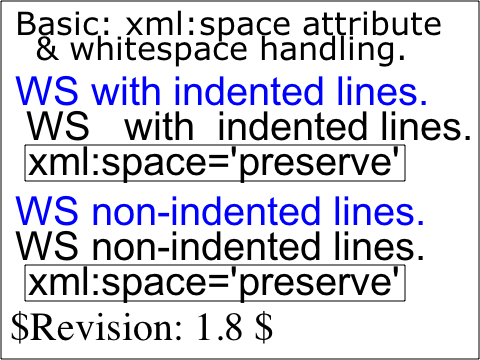 Basic: xml:space attribute
& whitespace handling.
WS with indented lines.
WS   with  indented lines.
xml:space='preserve'
WS non-indented lines.
WS non-indented lines.
xml:space='preserve'
$Revision: 1.8 $